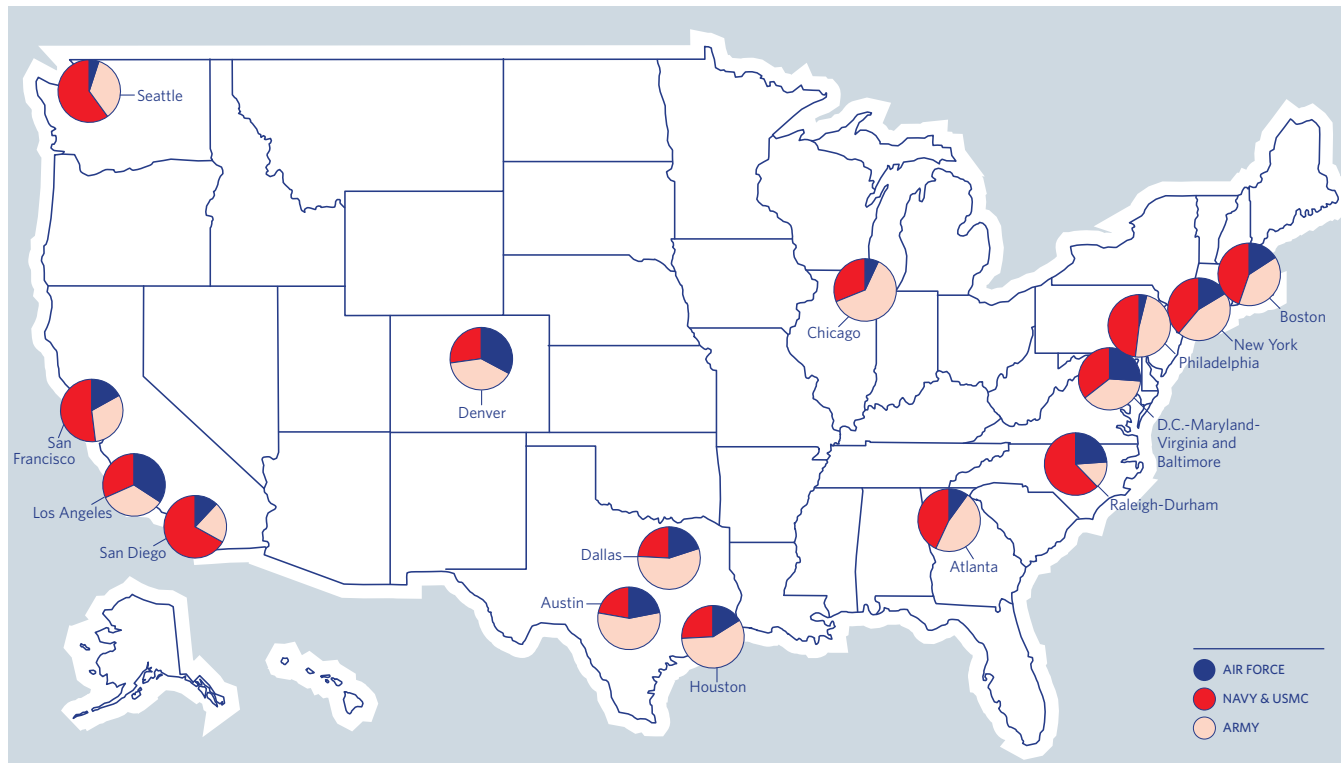 Seattle
Chicago
Boston
New York
Philadelphia
Denver
D.C.-Maryland-
Virginia and
Baltimore
San
Francisco
Los Angeles
San Diego
Raleigh-Durham
Dallas
Atlanta
Austin
Houston
AIR FORCE
NAVY & USMC
ARMY